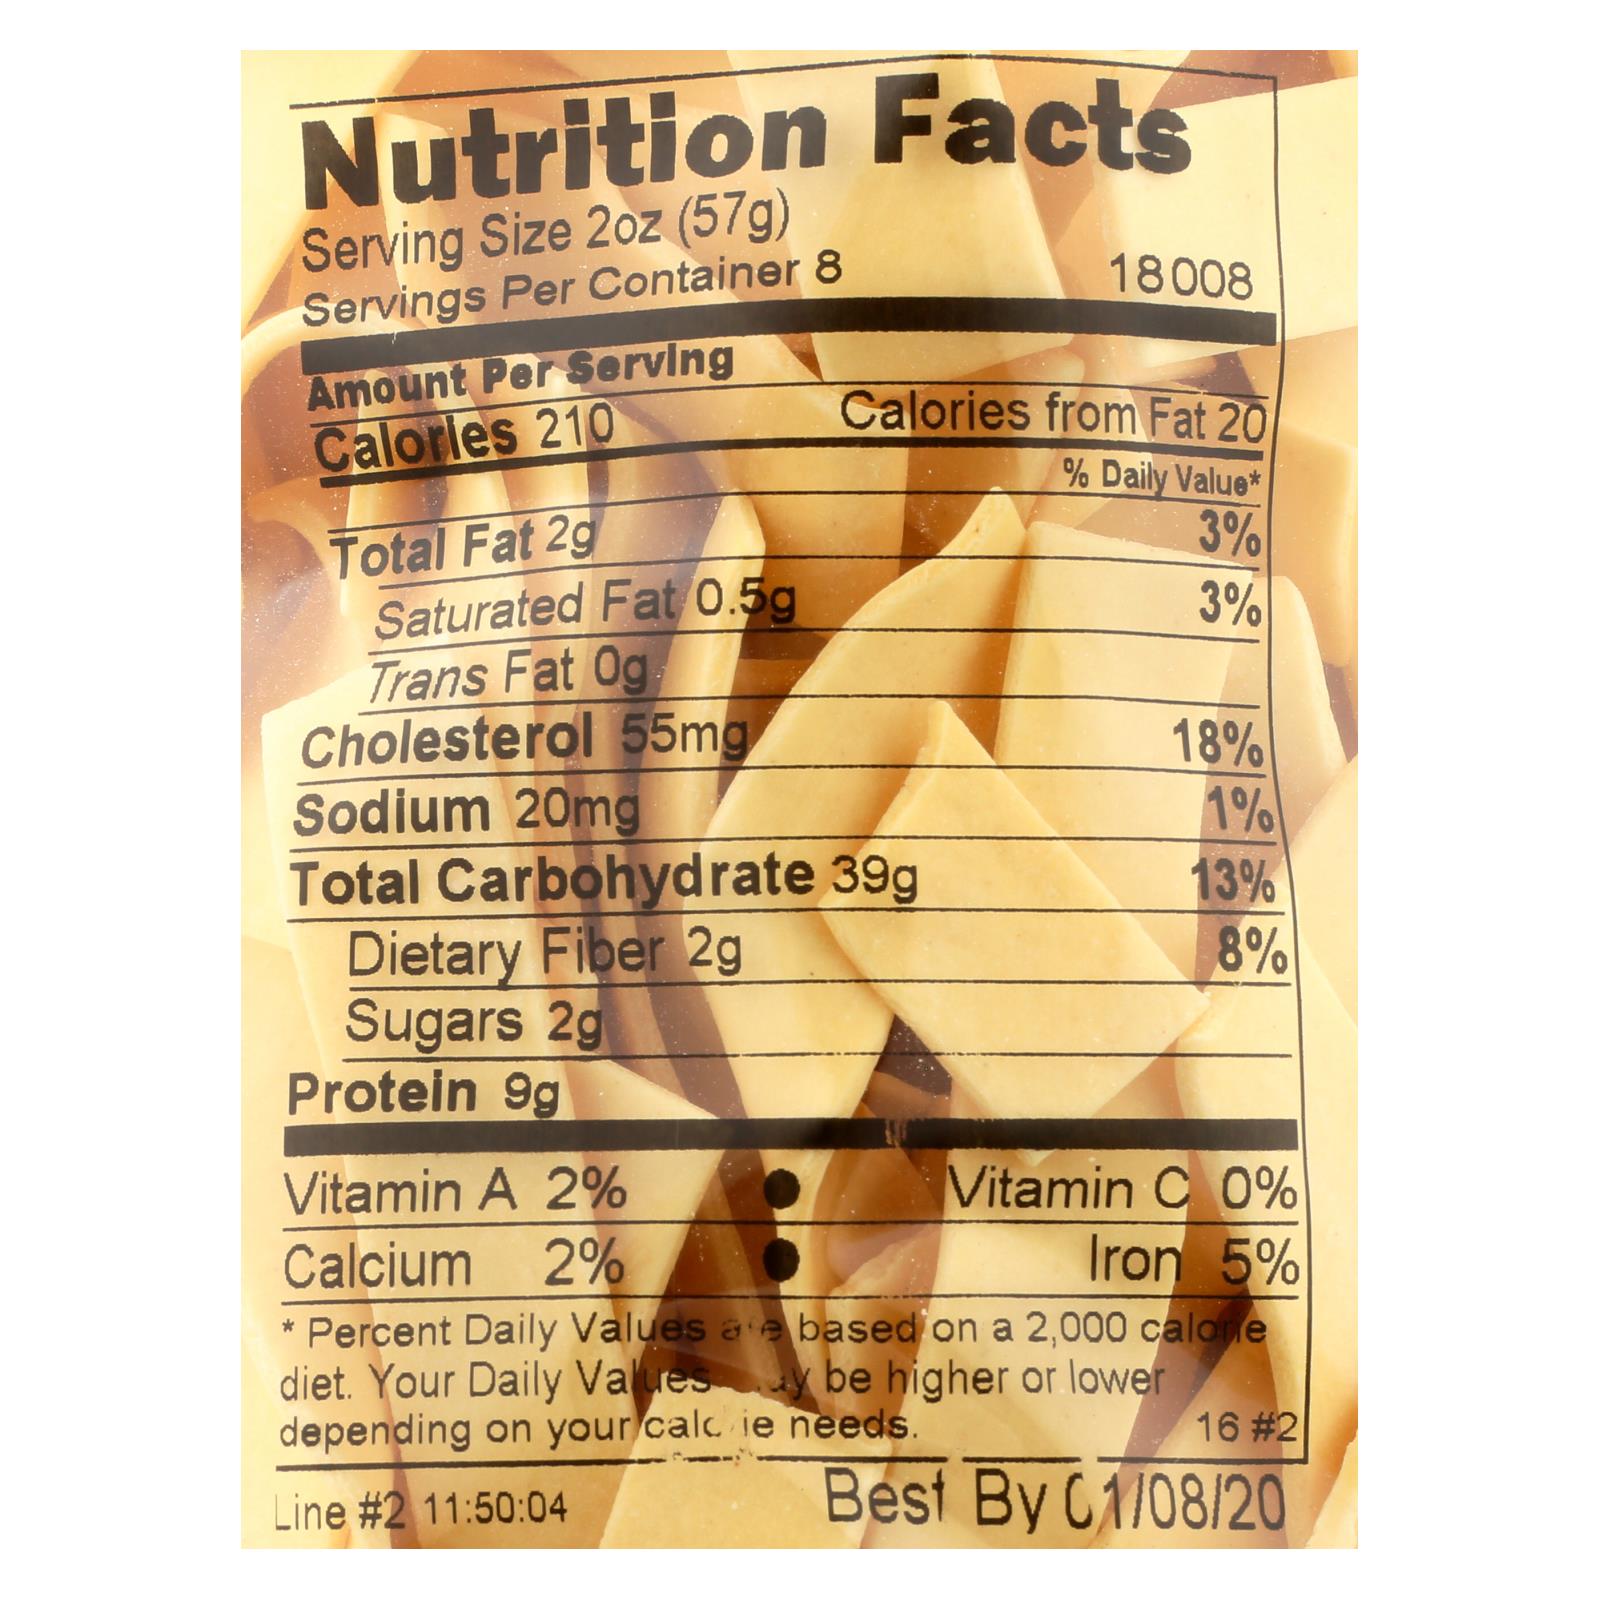 Nutrition Facts
Serving Size 2oz (57g)
Servings Per Container 8 18008
Amount Per Serving
Calories 210 Calories from Fat 20
% Daily Value*
Total Fat 2g 3%
Saturated Fat 0.5g 3%
Trans Fat 0g
Cholesterol 55mg 18%
Sodium 20mg 1%
Total Carbohydrate 39g 13%
Dietary Fiber 2g 8%
Sugars 2g
Protein 9g
Vitamin A 2% ● Vitamin C 0%
Calcium 2% ● Iron 5%
* Percent Daily Values are based on a 2,000 calorie
diet. Your Daily Values may be higher or lower
depending on your calorie needs. 16 #2
Line #2 11:50:04 Best By 01/08/20